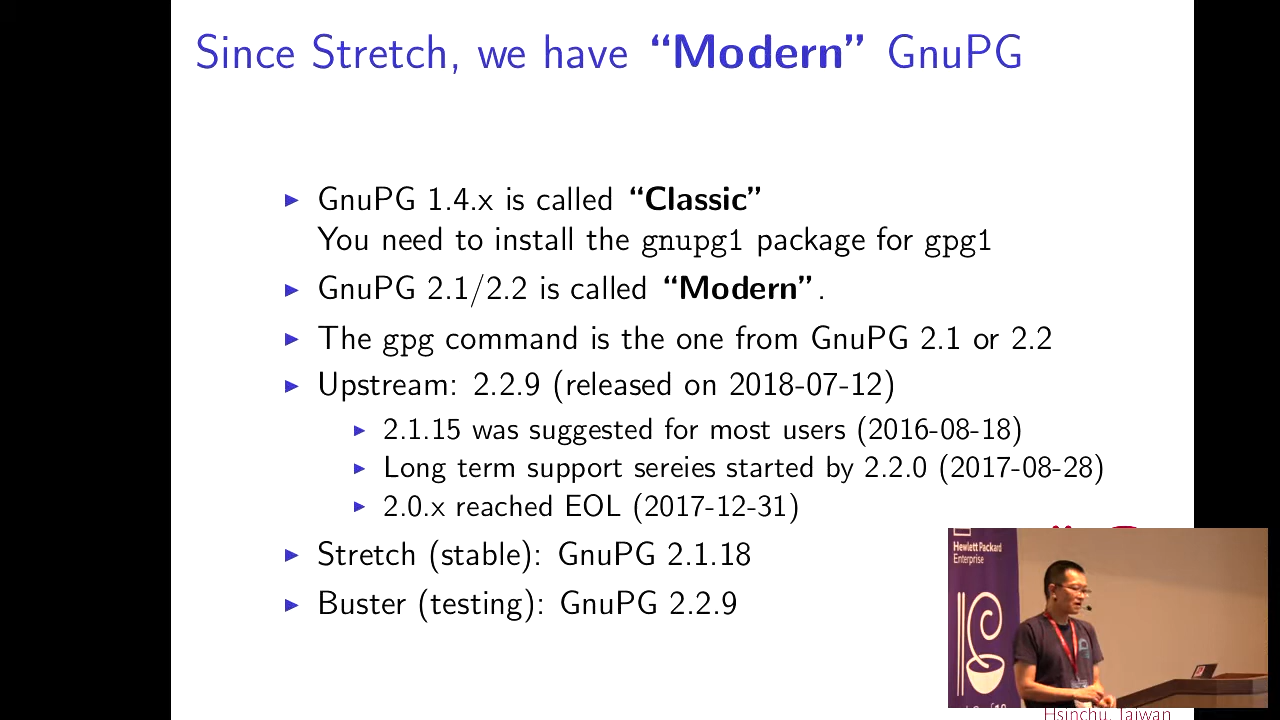 Since Stretch, we have “Modern” GnuPG
GnuPG 1.4.x is called “Classic”
You need to install the gnupg1 package for gpg1
GnuPG 2.1/2.2 is called “Modern”.
The gpg command is the one from GnuPG 2.1 or 2.2
Upstream: 2.2.9 (released on 2018-07-12)
2.1.15 was suggested for most users (2016-08-18)
Long term support sereies started by 2.2.0 (2017-08-28)
2.0.x reached EOL (2017-12-31)
Stretch (stable): GnuPG 2.1.18
Buster (testing): GnuPG 2.2.9
Hewlett Packard
Enterprise
Hsinchu, Taiwan